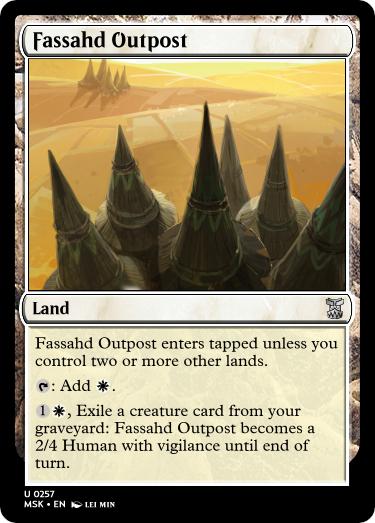 Fassahd Outpost
Land
Fassahd Outpost enters tapped unless you
control two or more other lands.
: Add .
1, Exile a creature card from your
graveyard: Fassahd Outpost becomes a
2/4 Human with vigilance until end of
turn.
U 0257
MSK • EN LEI MIN